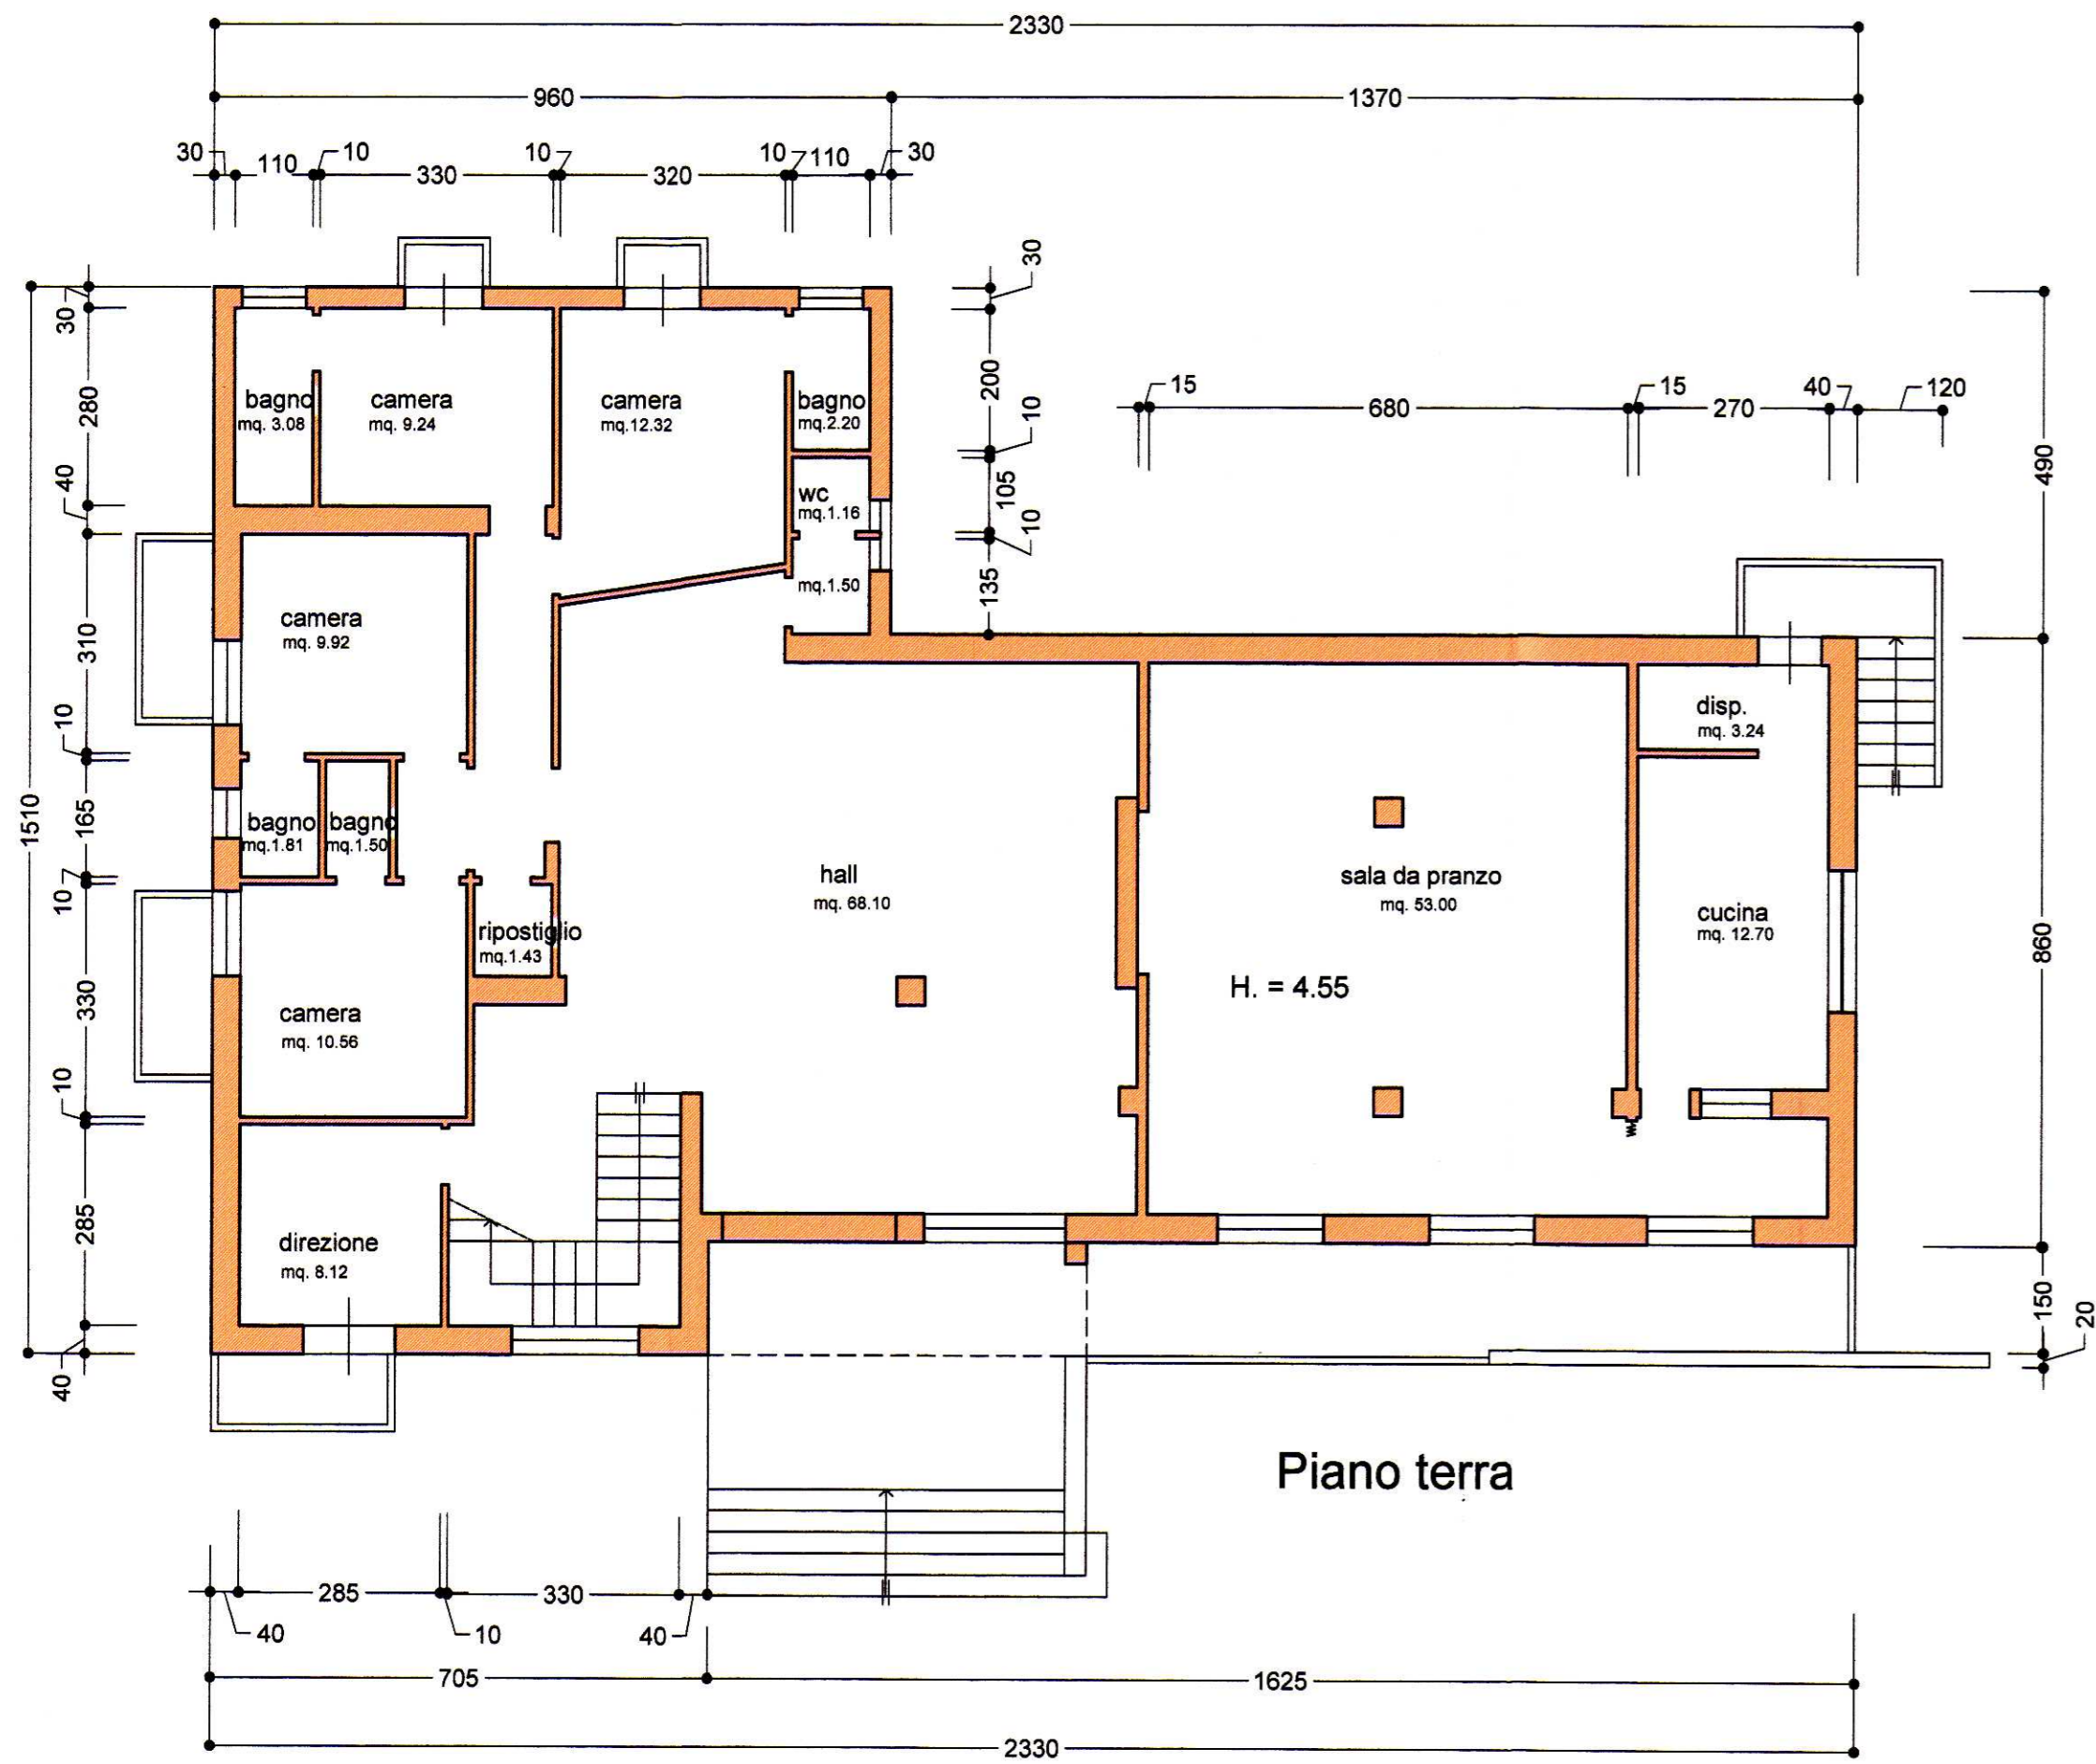 2330
960
1370
30
110
10
330
10
320
10
110
30
30
200
10
105
10
135
15
680
15
270
40
120
490
860
150
20
1510
30
280
40
310
10
165
10
330
10
285
40
bagno
mq. 3.08
camera
mq. 9.24
camera
mq.12.32
bagno
mq.2.20
wc
mq.1.16
mq.1.50
camera
mq. 9.92
disp.
mq. 3.24
bagno
mq.1.81
bagno
mq.1.50
hall
mq. 68.10
sala da pranzo
mq. 53.00
cucina
mq. 12.70
ripostiglio
mq.1.43
H. = 4.55
camera
mq. 10.56
direzione
mq. 8.12
Piano terra
285
330
40
10
40
705
1625
2330